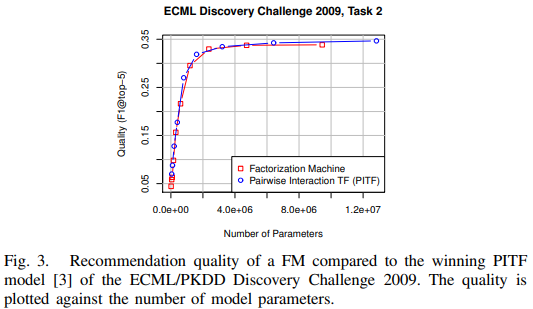 ECML Discovery Challenge 2009, Task 2
Quality (F1@top−5)
0.35
0.25
0.15
0.05
Factorization Machine
Pairwise Interaction TF (PITF)
0.0e+00 4.0e+06 8.0e+06 1.2e+07
Number of Parameters
Fig. 3. Recommendation quality of a FM compared to the winning PITF
model [3] of the ECML/PKDD Discovery Challenge 2009. The quality is
plotted against the number of model parameters.